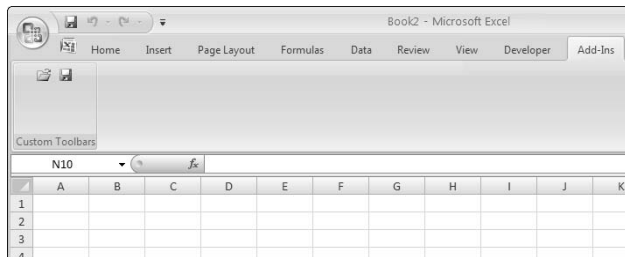 Book2 - Microsoft Excel
Home Insert Page Layout Formulas Data Review View Developer Add-Ins
Custom Toolbars
N10 fx
A B C D E F G H I J K
1
2
3
4